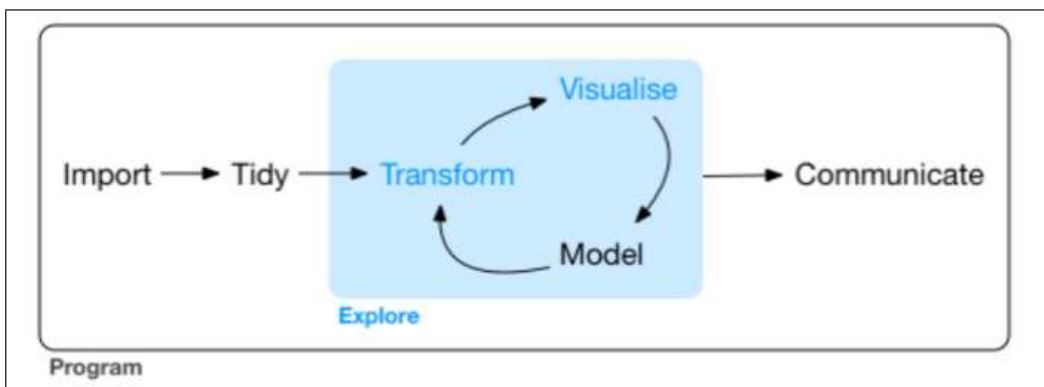 Visualise
Import
Tidy
Transform
Communicate
Model
Explore
Program